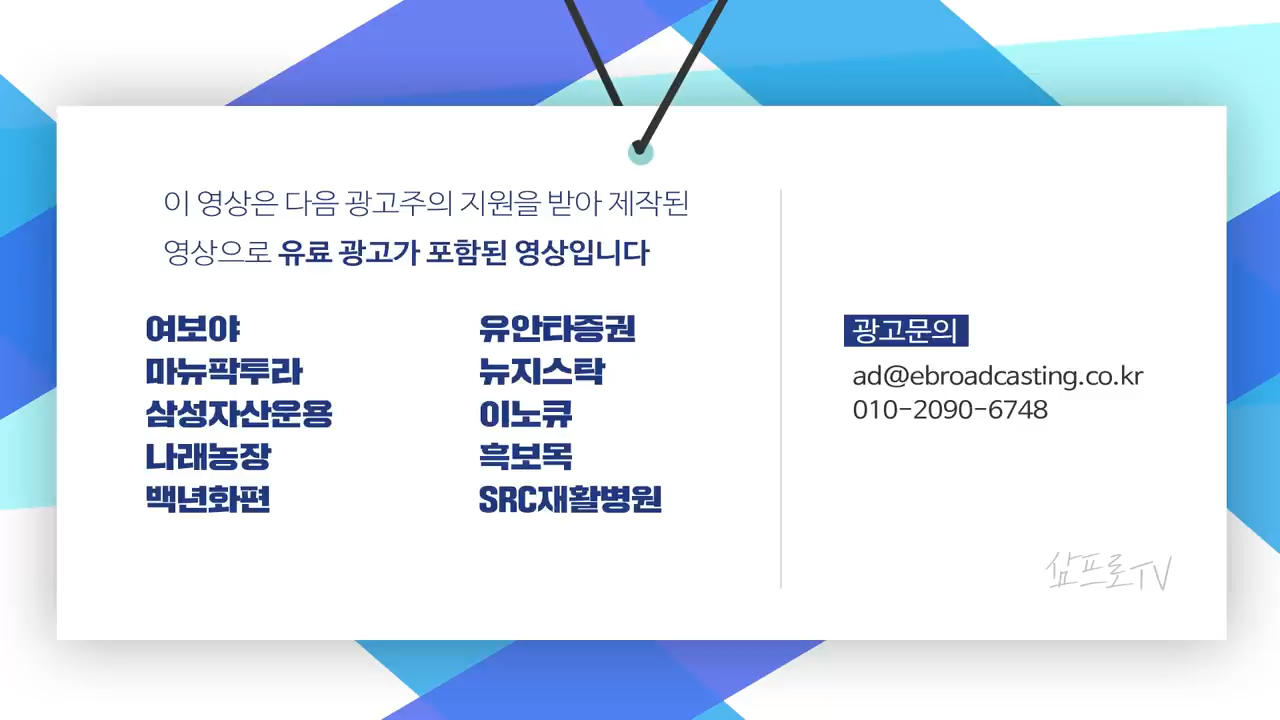 이 영상은 다음 광고주의 지원을 받아 제작된
영상으로 유료 광고가 포함된 영상입니다
여보야
마뉴팍투라
삼성자산운용
나래농장
백년화편
유안타증권
뉴지스탁
이노큐
흑보목
SRC재활병원
광고문의
ad@ebroadcasting.co.kr
010-2090-6748
삼프로TV